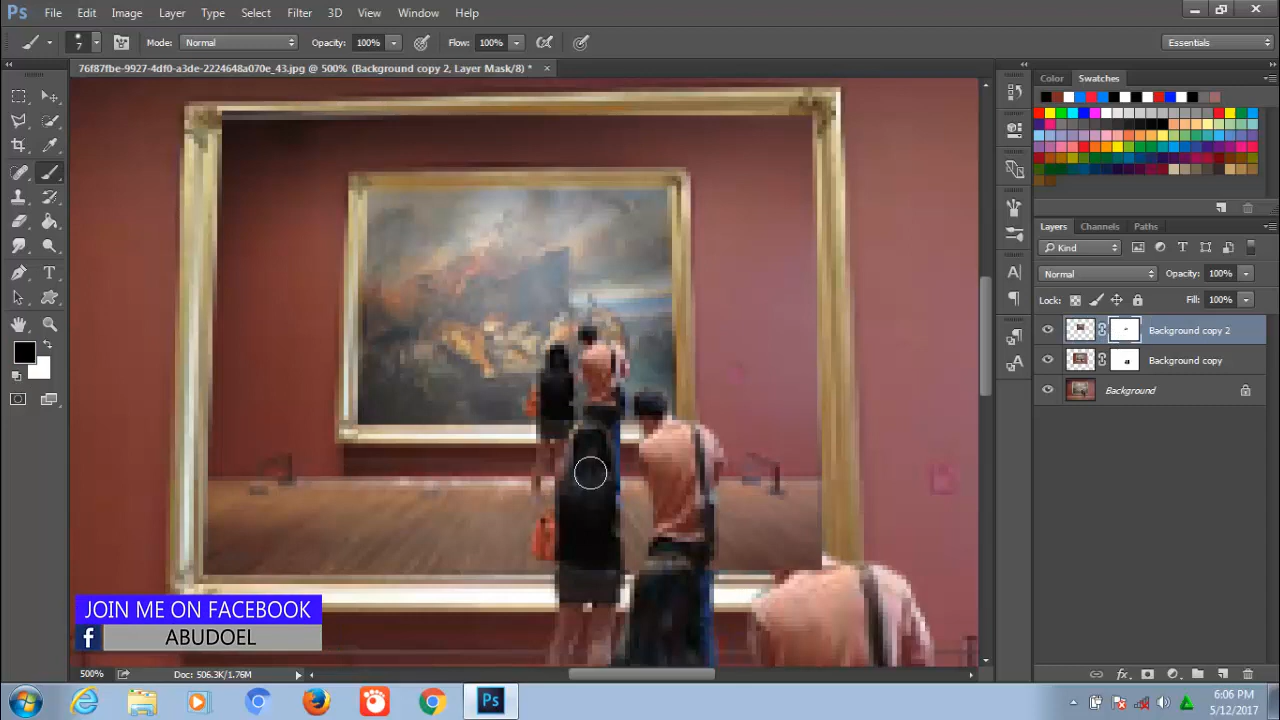 Ps File Edit Image Layer Type Select Filter 3D View Window Help
7 Mode: Normal Opacity: 100% Flow: 100% Essentials
76f87fbe-9927-4df0-a3de-2224648a070e_43.jpg @ 500% (Background copy 2, Layer Mask/8) *
Color Swatches
Layers Channels Paths
Kind
Normal Opacity: 100%
Lock: Fill: 100%
Background copy 2
Background copy
Background
JOIN ME ON FACEBOOK
f ABUDOEL
500% Doc: 506.3K/1.76M
Ps
6:06 PM
5/12/2017